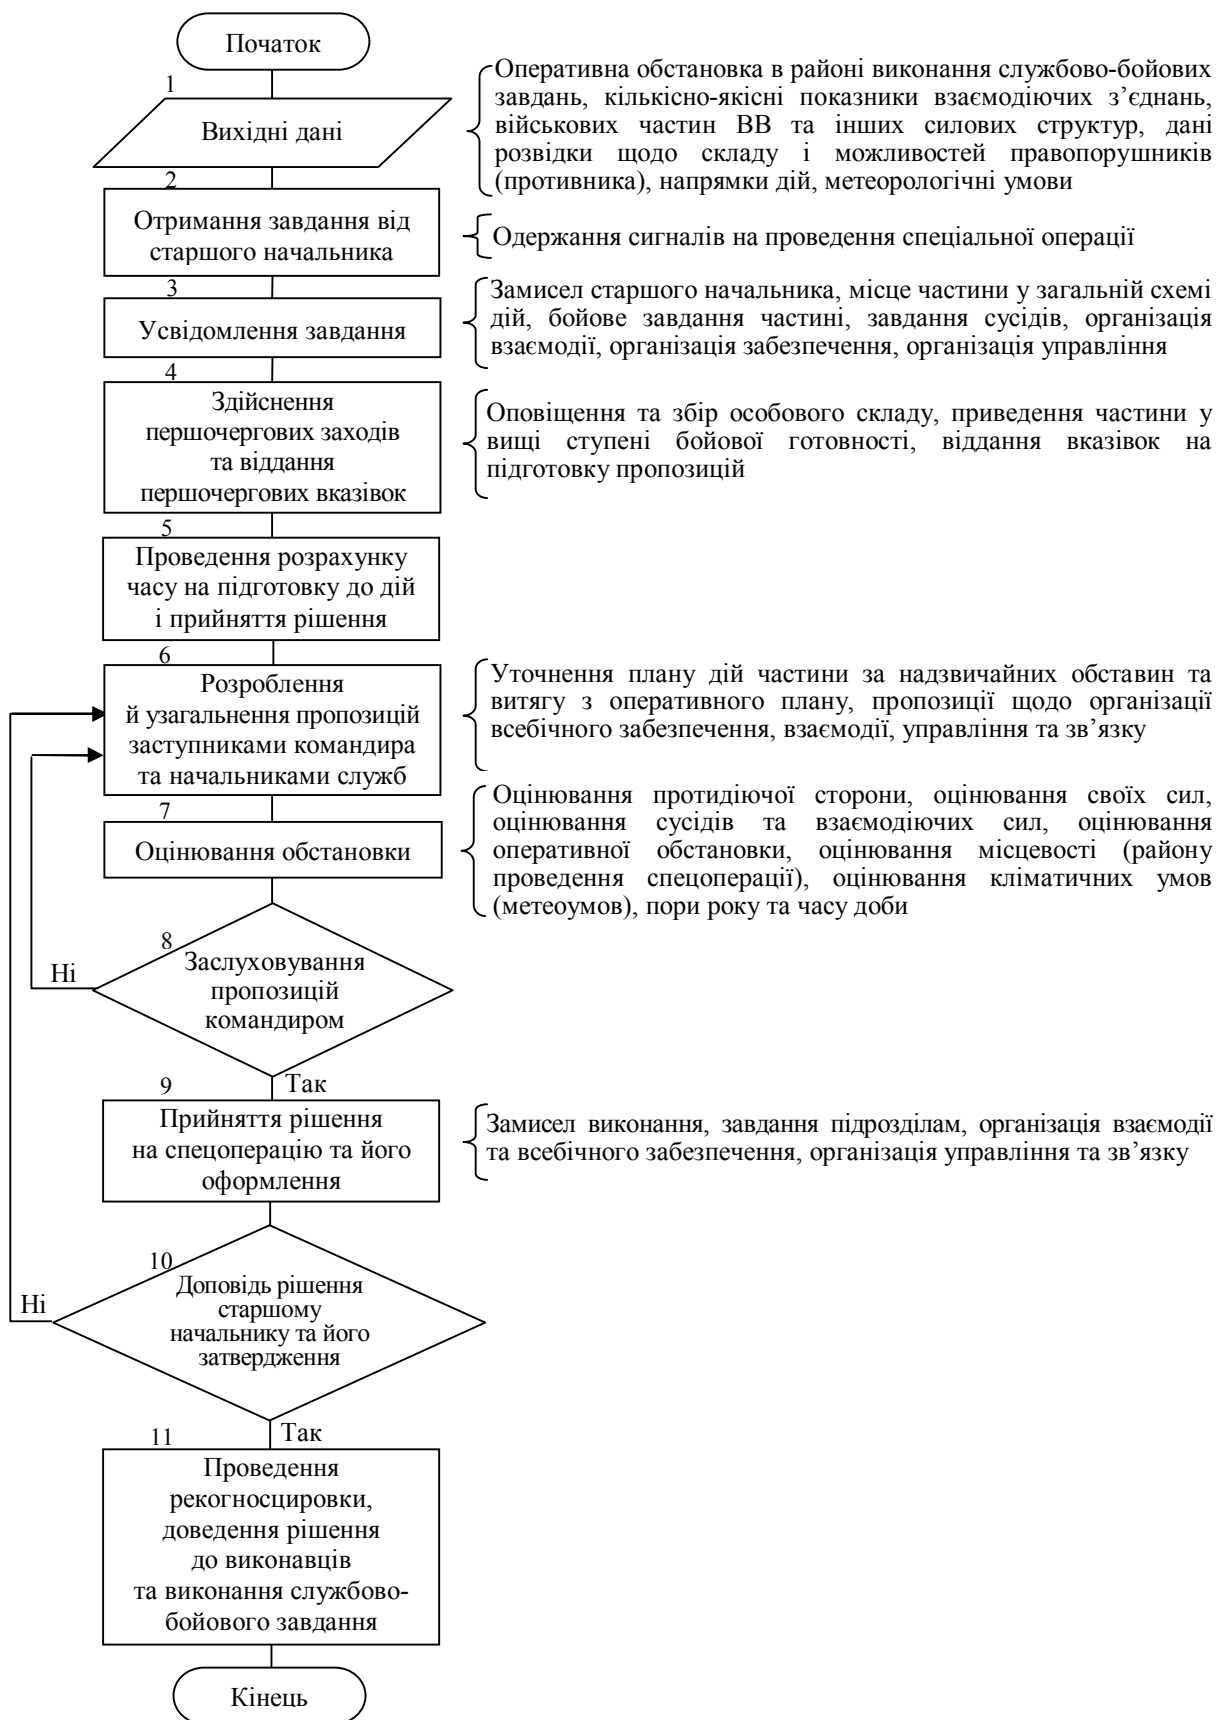 Початок
1
Вихідні дані
Оперативна обстановка в районі виконання службово-бойових
завдань, кількісно-якісні показники взаємодіючих з’єднань,
військових частин ВВ та інших силових структур, дані
розвідки щодо складу і можливостей правопорушників
(противника), напрямки дій, метеорологічні умови
2
Отримання завдання від
старшого начальника
Одержання сигналів на проведення спеціальної операції
3
Усвідомлення завдання
Замисел старшого начальника, місце частини у загальній схемі
дій, бойове завдання частині, завдання сусідів, організація
взаємодії, організація забезпечення, організація управління
4
Здійснення
першочергових заходів
та віддання
першочергових вказівок
Оповіщення та збір особового складу, приведення частини у
вищі ступені бойової готовності, віддання вказівок на
підготовку пропозицій
5
Проведення розрахунку
часу на підготовку до дій
і прийняття рішення
6
Розроблення
й узагальнення пропозицій
заступниками командира
та начальниками служб
Уточнення плану дій частини за надзвичайних обставин та
витягу з оперативного плану, пропозиції щодо організації
всебічного забезпечення, взаємодії, управління та зв’язку
7
Оцінювання обстановки
Оцінювання протидіючої сторони, оцінювання своїх сил,
оцінювання сусідів та взаємодіючих сил, оцінювання
оперативної обстановки, оцінювання місцевості (району
проведення спецоперації), оцінювання кліматичних умов
(метеоумов), пори року та часу доби
8
Ні
Заслуховування
пропозицій
командиром
Так
9
Прийняття рішення
на спецоперацію та його
оформлення
Замисел виконання, завдання підрозділам, організація взаємодії
та всебічного забезпечення, організація управління та зв’язку
10
Ні
Доповідь рішення
старшому
начальнику та його
затвердження
Так
11
Проведення
рекогносцировки,
доведення рішення
до виконавців
та виконання службово-
бойового завдання
Кінець